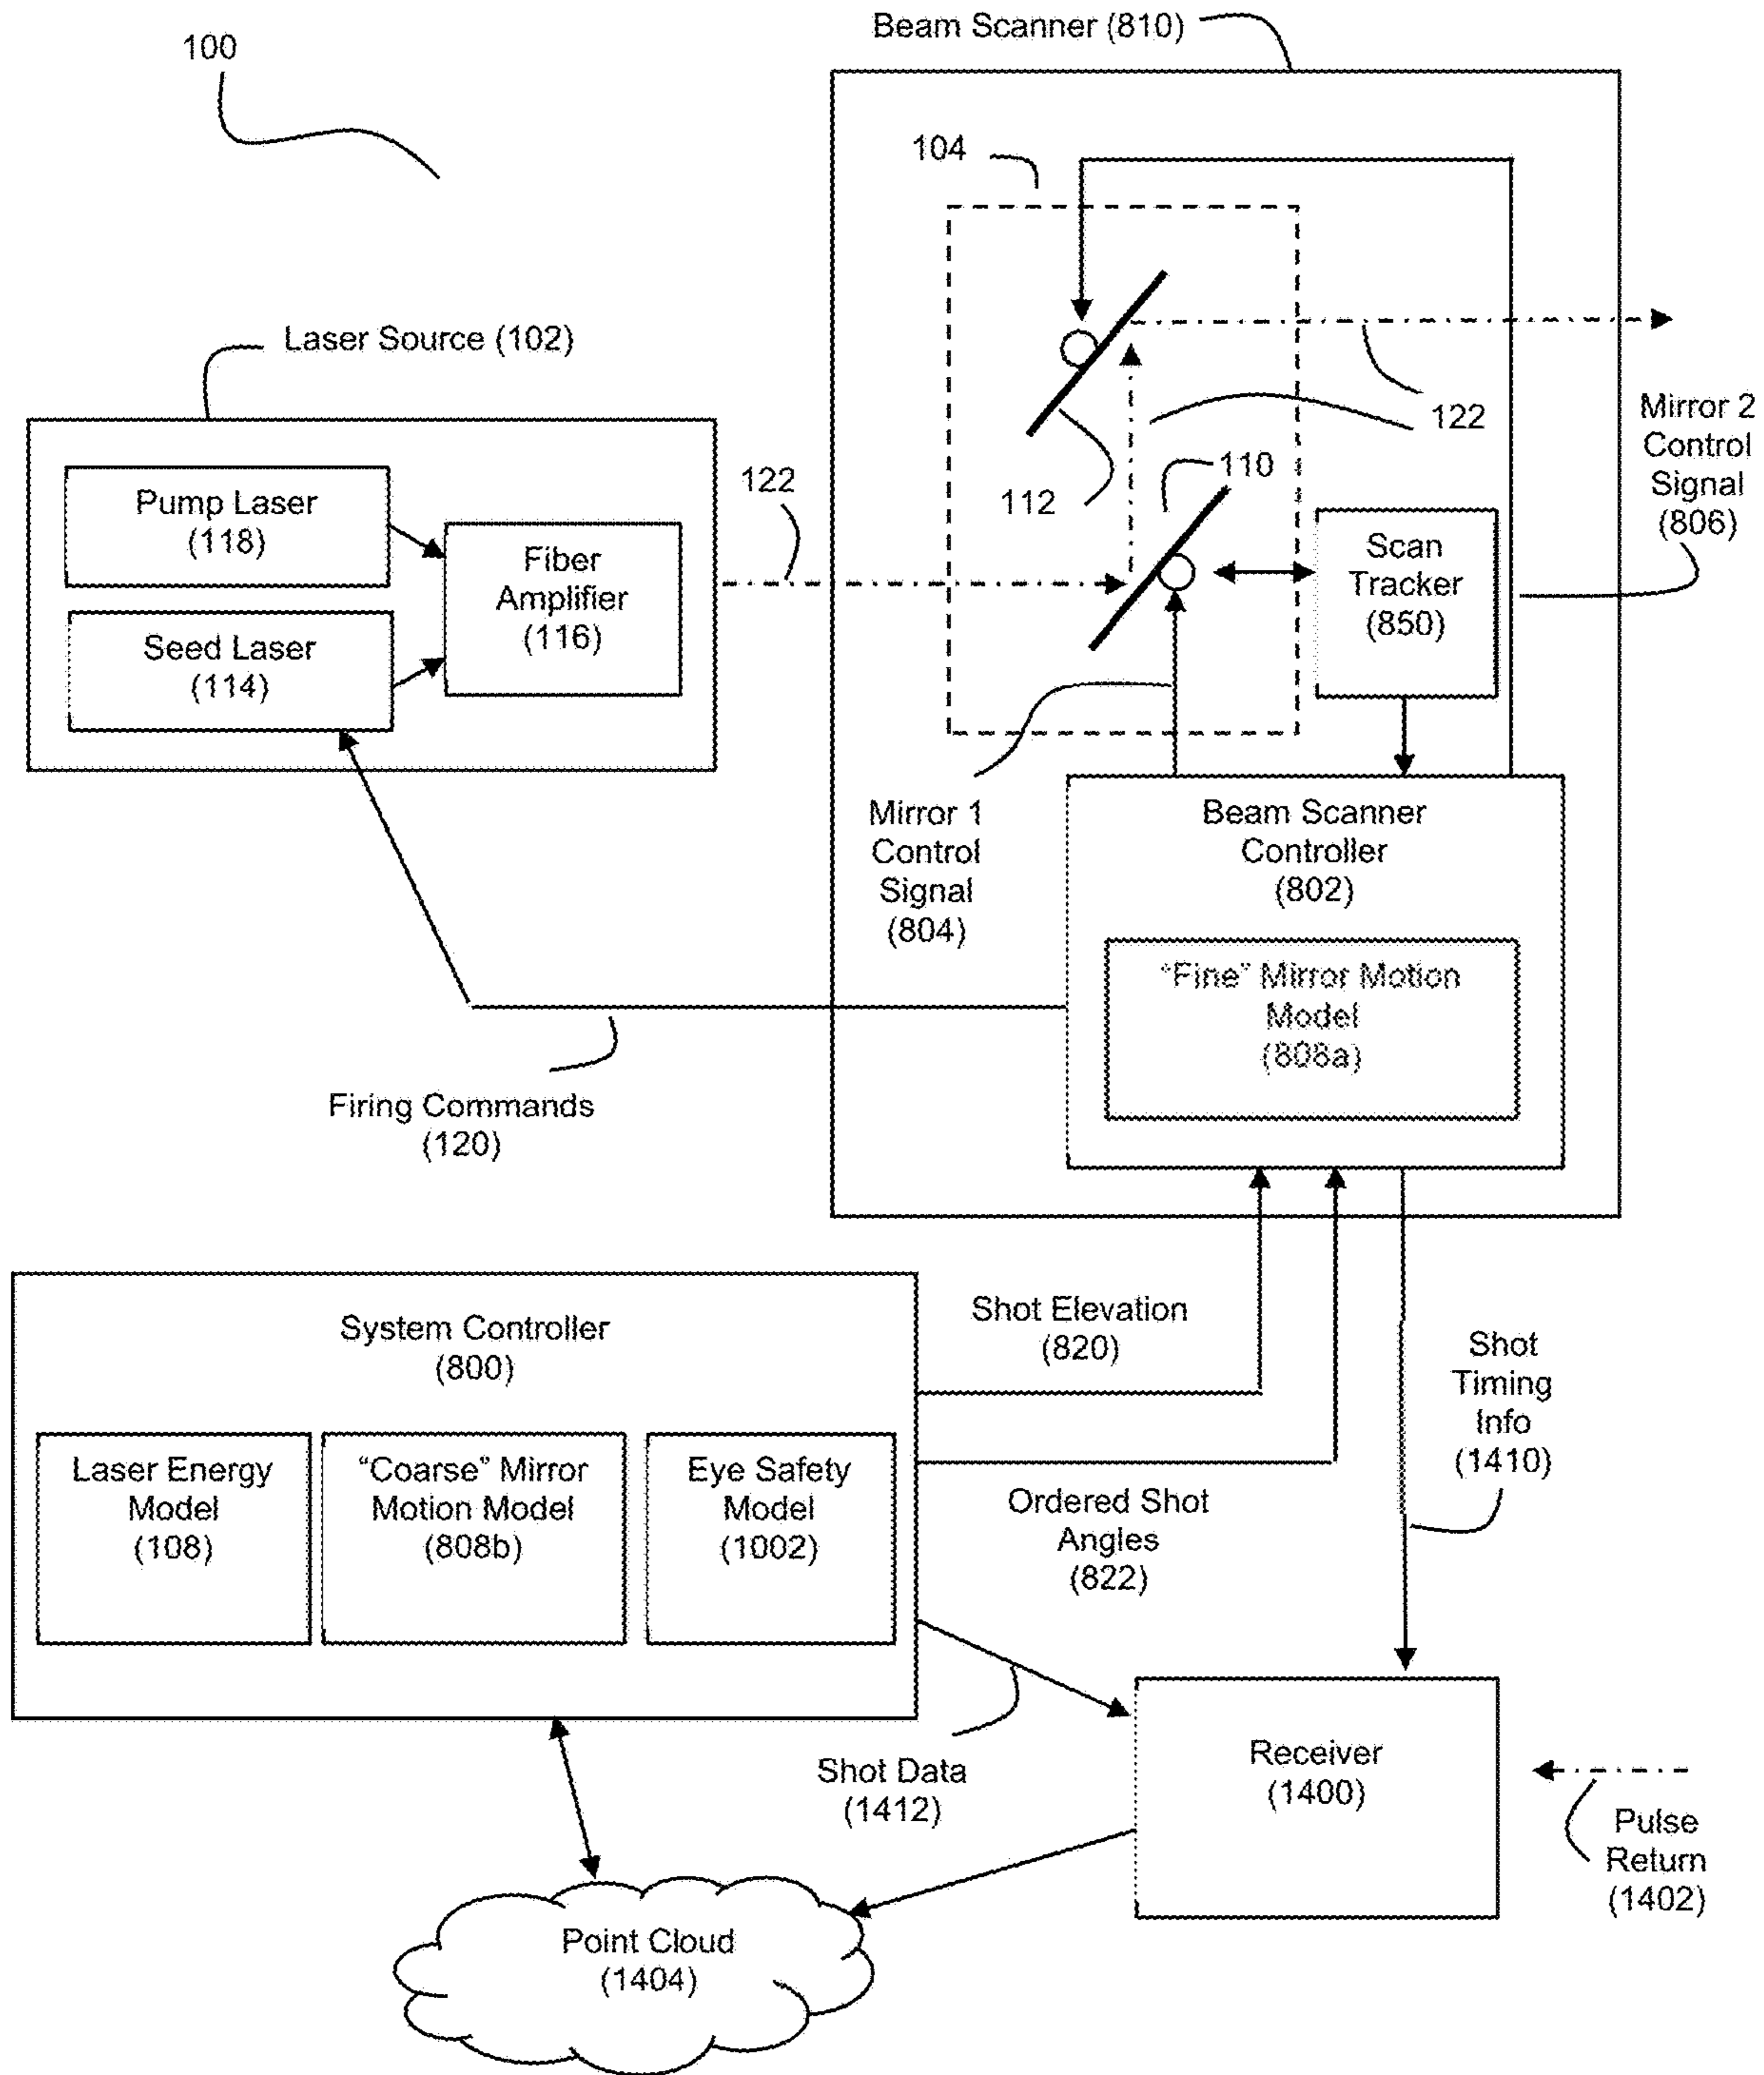 Beam Scanner (810)
100
104
Laser Source (102)
122
Mirror 2
Control
Signal
(806)
112
110
Pump Laser
(118)
Seed Laser
(114)
Fiber
Amplifier
(116)
122
Scan
Tracker
(850)
Mirror 1
Control
Signal
(804)
Beam Scanner
Controller
(802)
“Fine” Mirror Motion
Model
(808a)
Firing Commands
(120)
System Controller
(800)
Laser Energy
Model
(108)
“Coarse” Mirror
Motion Model
(808b)
Eye Safety
Model
(1002)
Shot Elevation
(820)
Ordered Shot
Angles
(822)
Shot
Timing
Info
(1410)
Shot Data
(1412)
Receiver
(1400)
Pulse
Return
(1402)
Point Cloud
(1404)